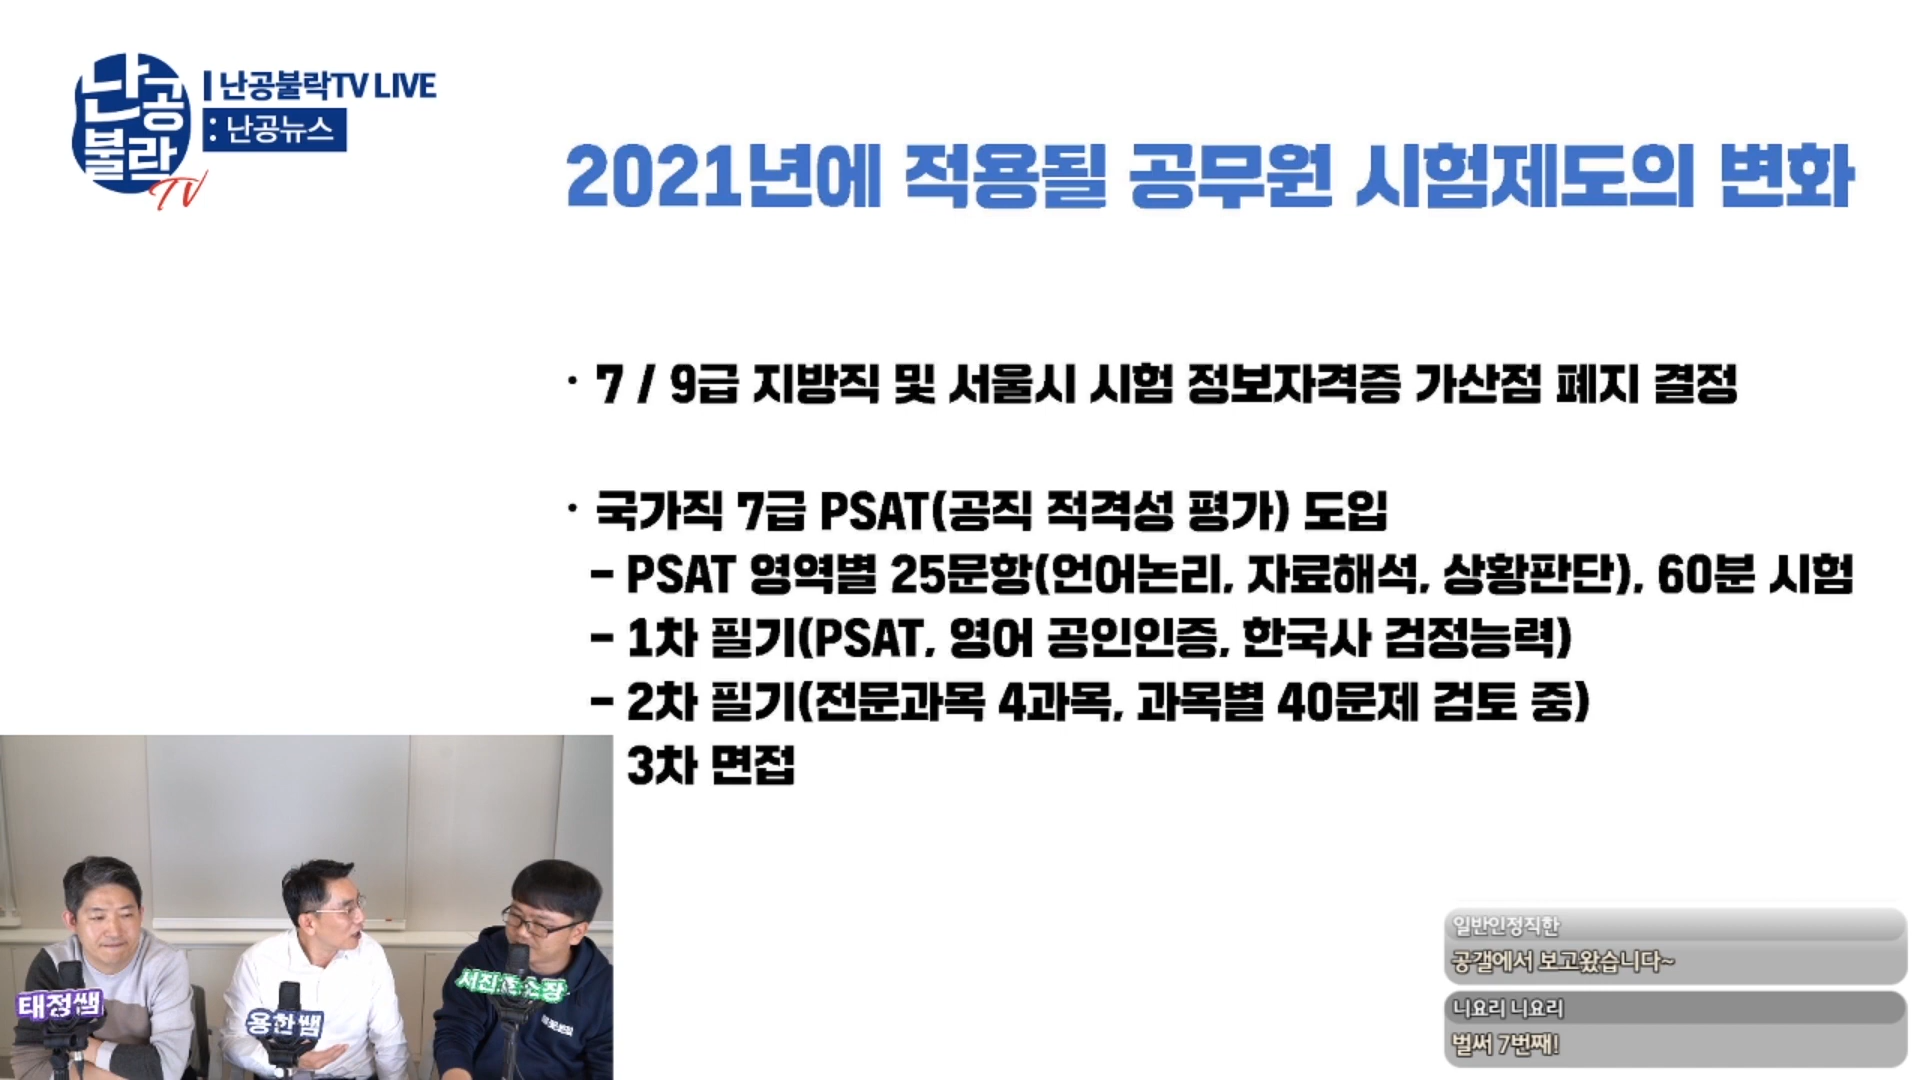 난공불락TV
난공불락TV LIVE
: 난공뉴스
2021년에 적용될 공무원 시험제도의 변화
· 7 / 9급 지방직 및 서울시 시험 정보자격증 가산점 폐지 결정
· 국가직 7급 PSAT(공직 적격성 평가) 도입
- PSAT 영역별 25문항(언어논리, 자료해석, 상황판단), 60분 시험
- 1차 필기(PSAT, 영어 공인인증, 한국사 검정능력)
- 2차 필기(전문과목 4과목, 과목별 40문제 검토 중)
3차 면접
태정쌤
용한쌤
서진호소장
일반인정직한
공갤에서 보고왔습니다~
니요리 니요리
벌써 7번째!